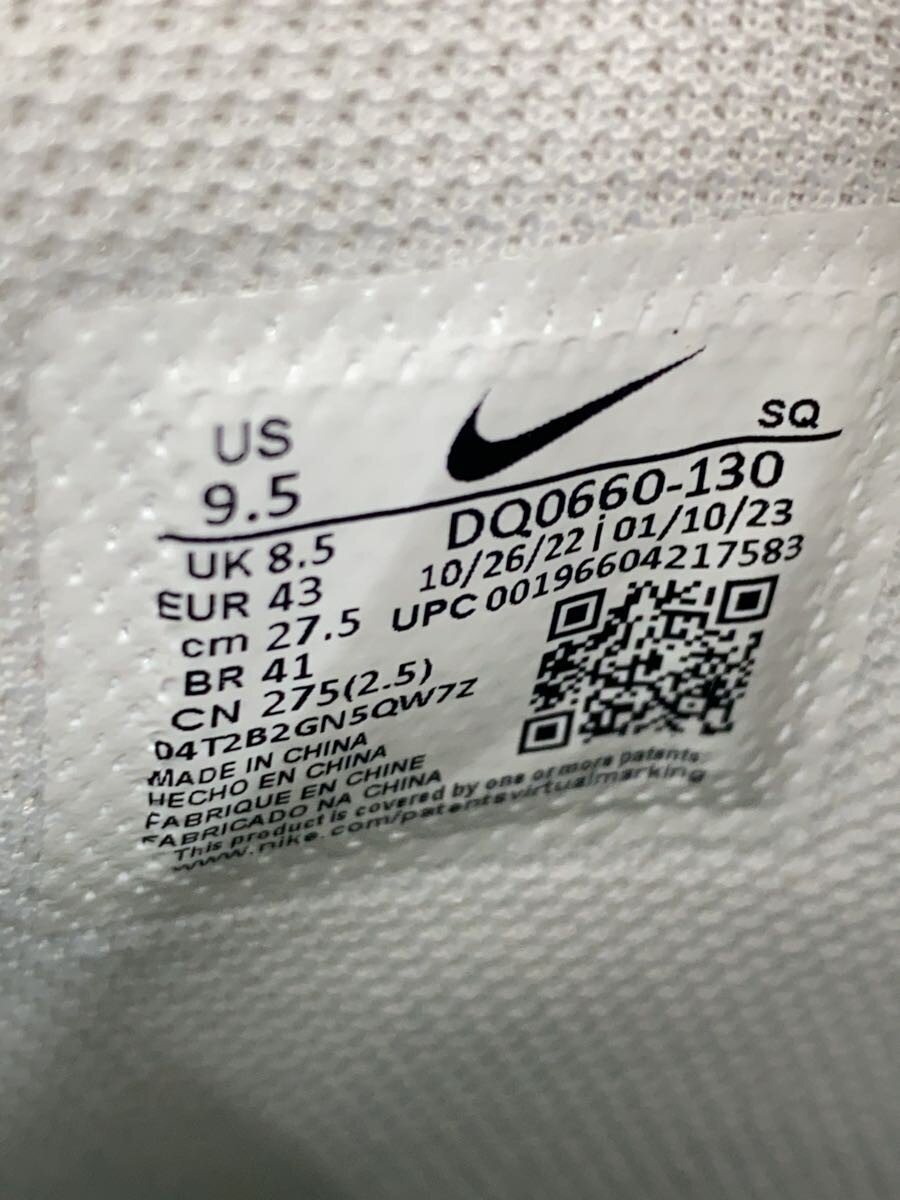 US
9.5
SQ
UK 8.5
EUR 43
cm 27.5
BR 41
CN 275(2.5)
04T2B2GN5QW7Z
DQ0660-130
10/26/22 | 01/10/23
UPC 00196604217583
MADE IN CHINA
HECHO EN CHINA
FABRIQUE EN CHINE
FABRICADO NA CHINA
This product is covered by one or more patents
www.nike.com/patentsvirtualmarking